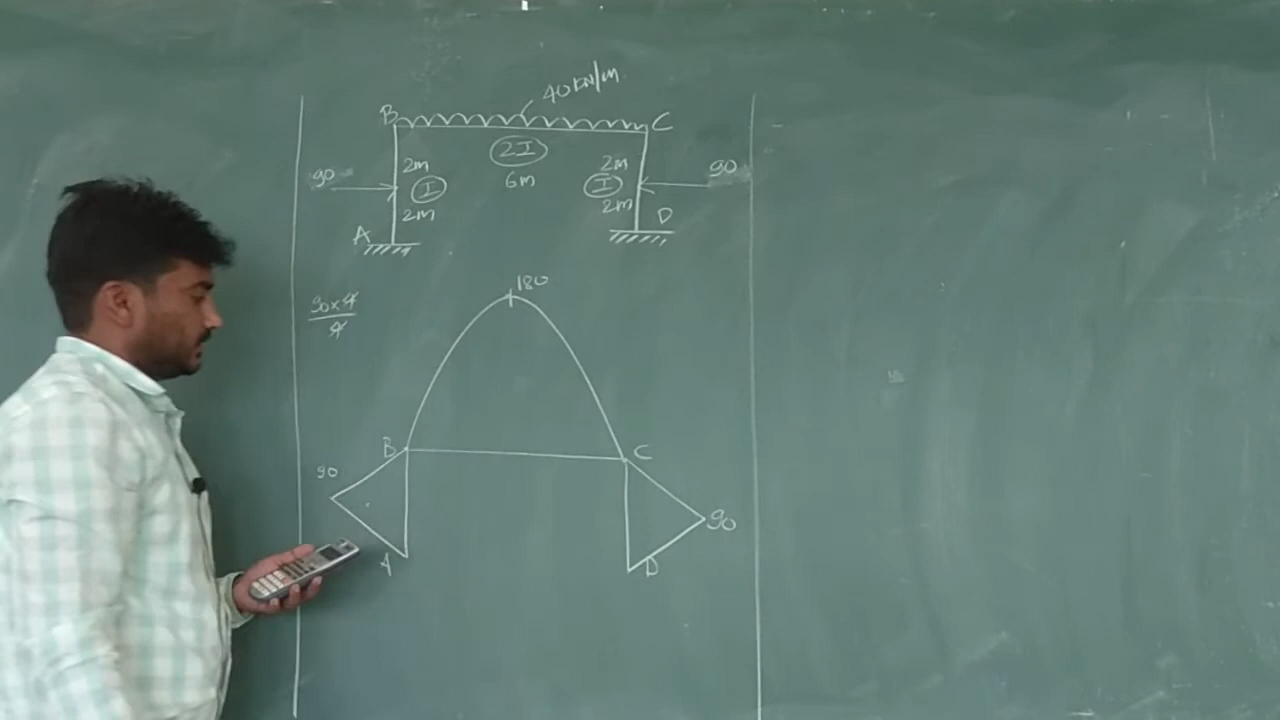 40 KN/m
B C
2I
2m 2m
90 I 6m I 90
2m 2m
A D
90×4
4
180
B C
90 90
A D